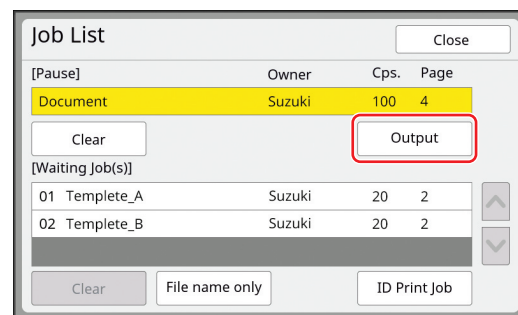 Job List Close
[Pause] Owner Cps. Page
Document Suzuki 100 4
Clear Output
[Waiting Job(s)]
01 Templete_A Suzuki 20 2
02 Templete_B Suzuki 20 2
Clear File name only ID Print Job